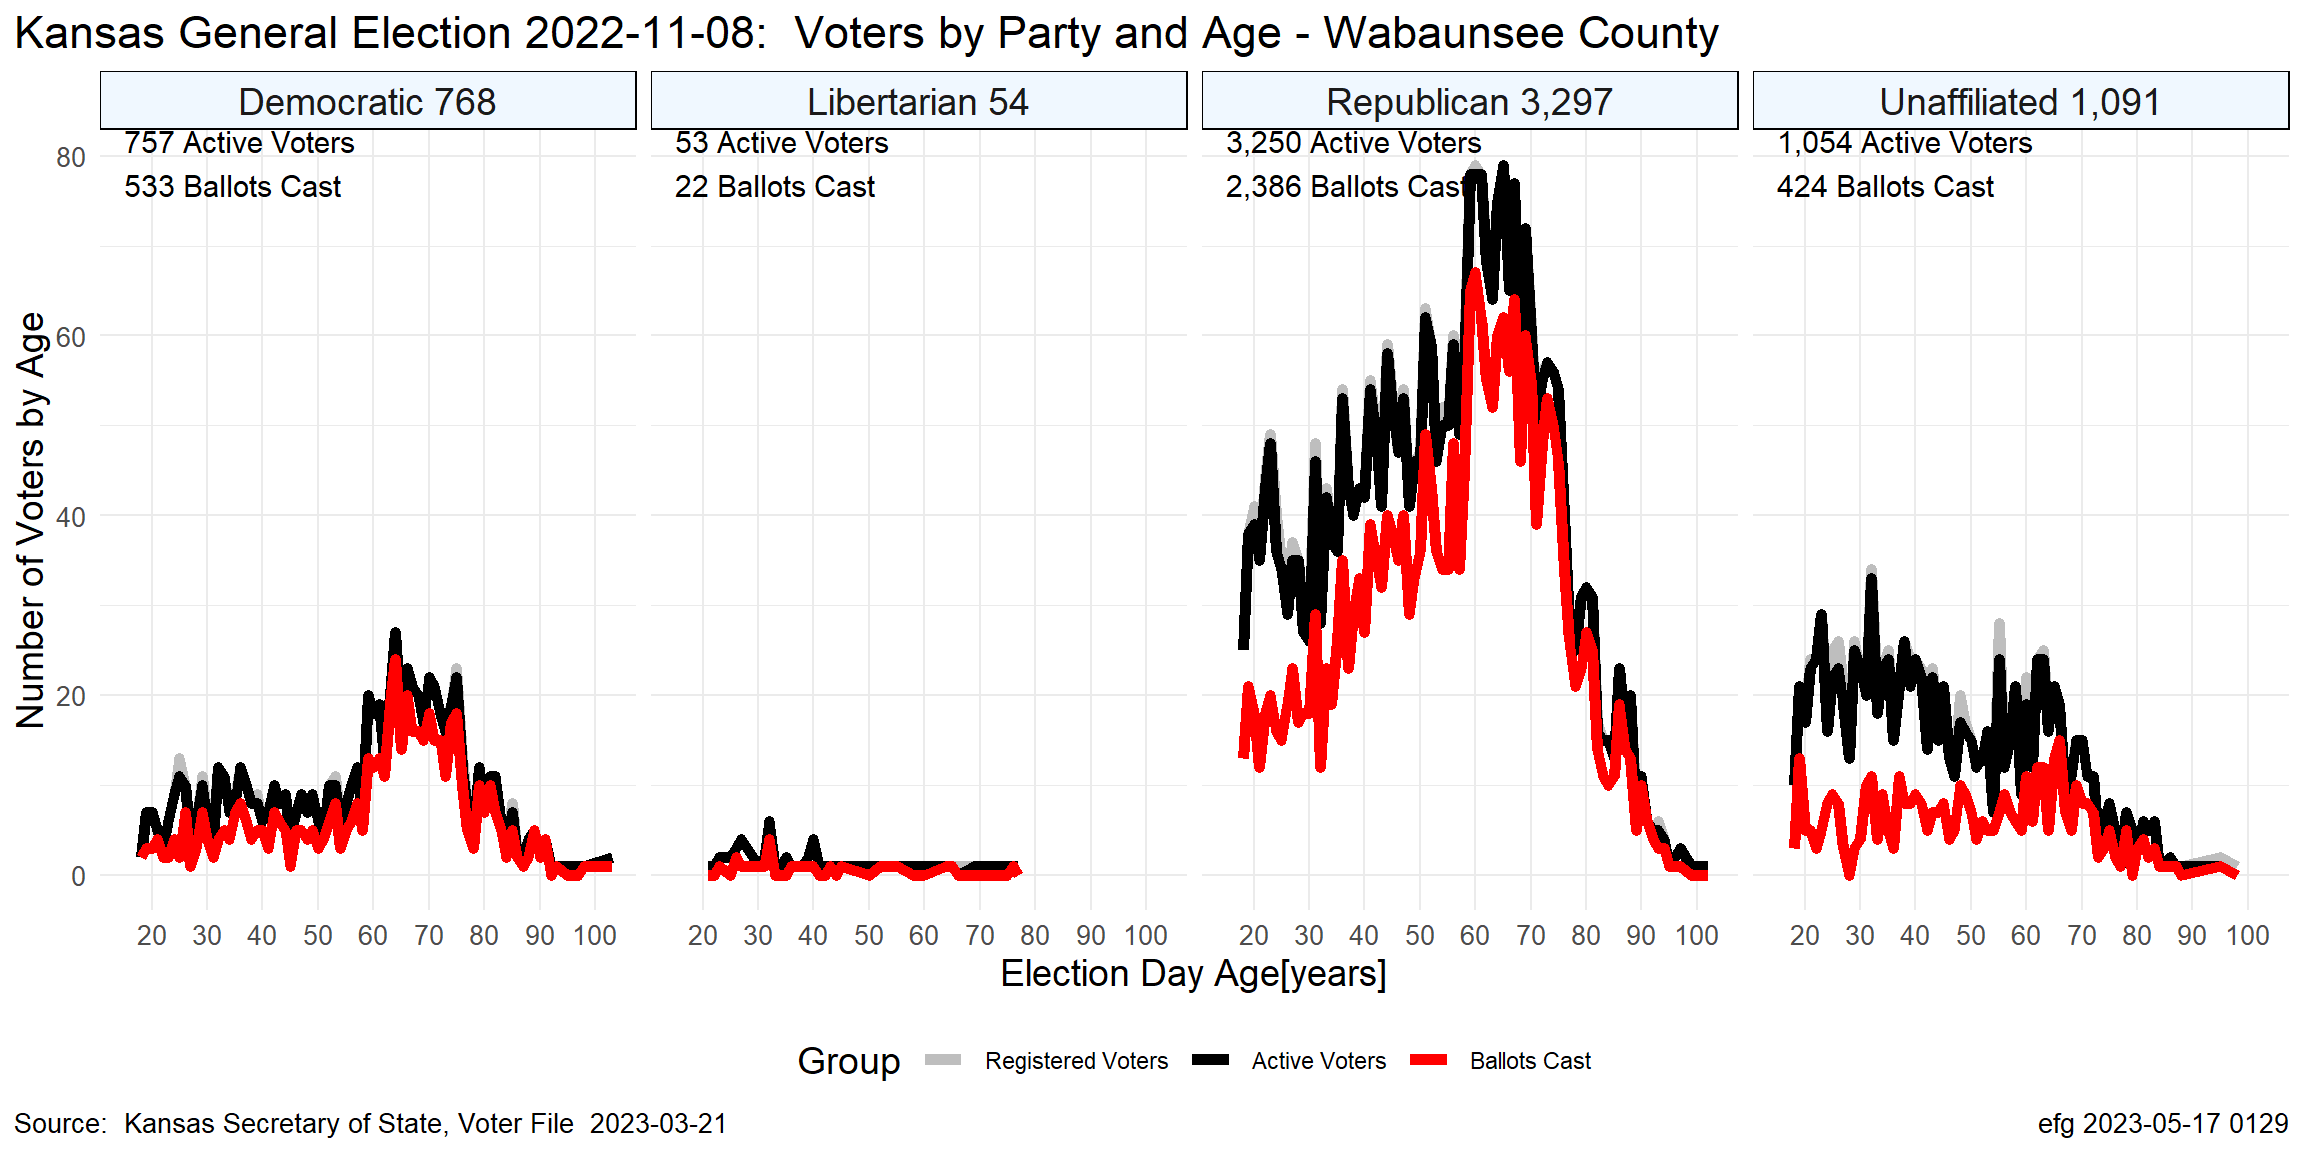 Kansas General Election 2022-11-08:  Voters by Party and Age - Wabaunsee County
Democratic 768
Libertarian 54
Republican 3,297
Unaffiliated 1,091
757 Active Voters
533 Ballots Cast
53 Active Voters
22 Ballots Cast
3,250 Active Voters
2,386 Ballots Cast
1,054 Active Voters
424 Ballots Cast
Number of Voters by Age
80
60
40
20
0
20 30 40 50 60 70 80 90 100
20 30 40 50 60 70 80 90 100
20 30 40 50 60 70 80 90 100
20 30 40 50 60 70 80 90 100
Election Day Age[years]
Group Registered Voters Active Voters Ballots Cast
Source:  Kansas Secretary of State, Voter File  2023-03-21
efg 2023-05-17 0129